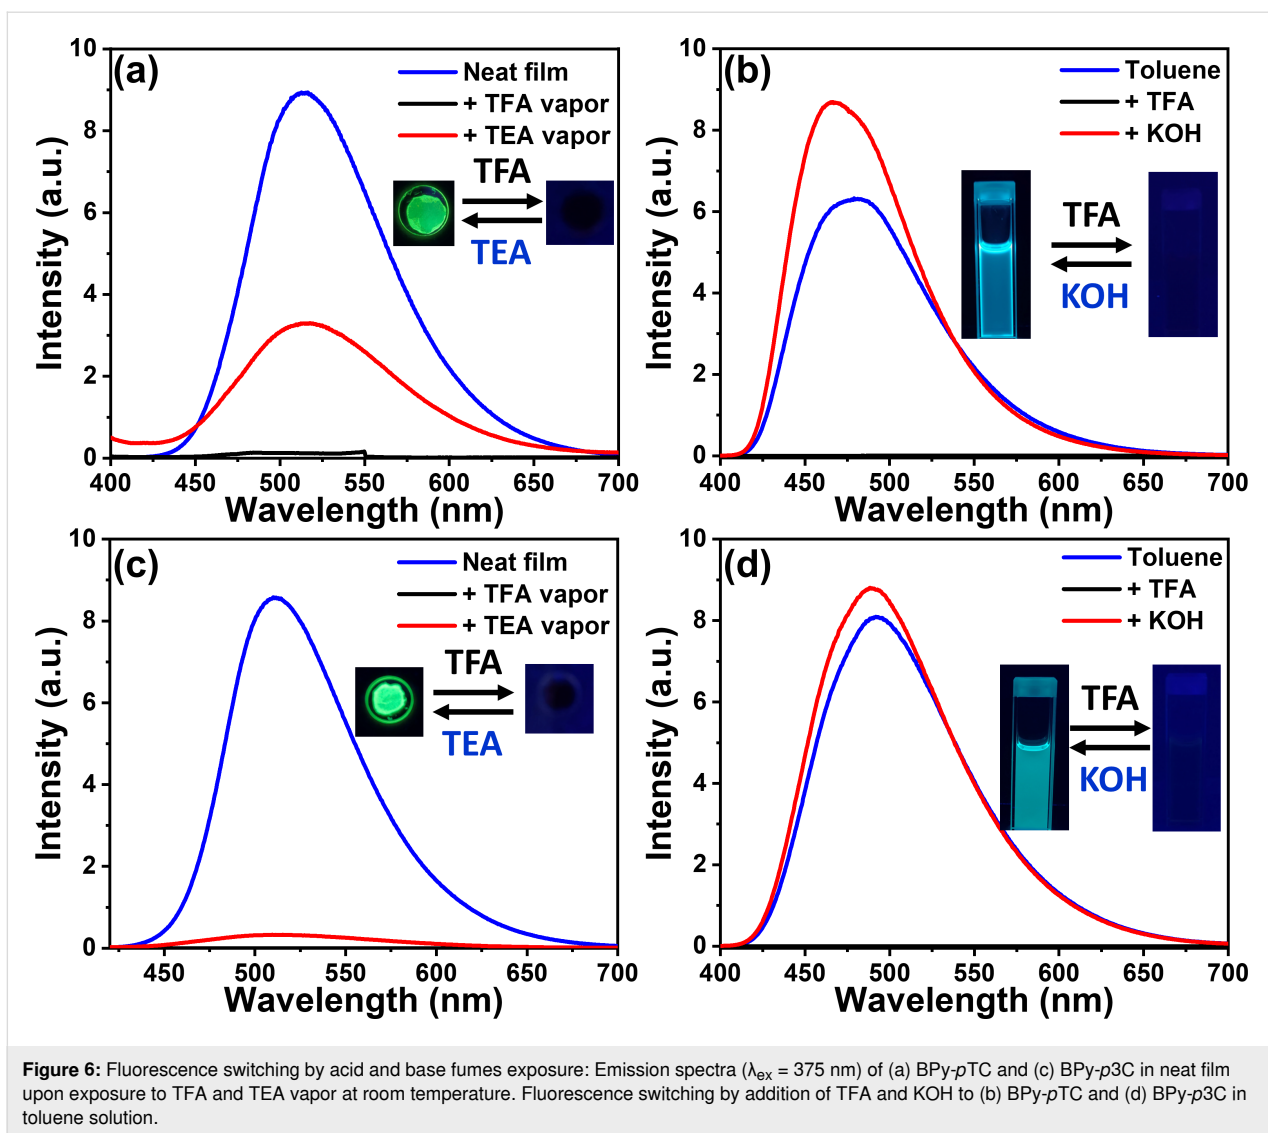 (a)
Neat film
+ TFA vapor
+ TEA vapor
TFA
TEA
10
8
6
4
2
0
Intensity (a.u.)
400 450 500 550 600 650 700
Wavelength (nm)
(b)
Toluene
+ TFA
+ KOH
TFA
KOH
10
8
6
4
2
0
Intensity (a.u.)
400 450 500 550 600 650 700
Wavelength (nm)
(c)
Neat film
+ TFA vapor
+ TEA vapor
TFA
TEA
10
8
6
4
2
0
Intensity (a.u.)
450 500 550 600 650 700
Wavelength (nm)
(d)
Toluene
+ TFA
+ KOH
TFA
KOH
10
8
6
4
2
0
Intensity (a.u.)
400 450 500 550 600 650 700
Wavelength (nm)
Figure 6: Fluorescence switching by acid and base fumes exposure: Emission spectra (λex = 375 nm) of (a) BPy-pTC and (c) BPy-p3C in neat film
upon exposure to TFA and TEA vapor at room temperature. Fluorescence switching by addition of TFA and KOH to (b) BPy-pTC and (d) BPy-p3C in
toluene solution.